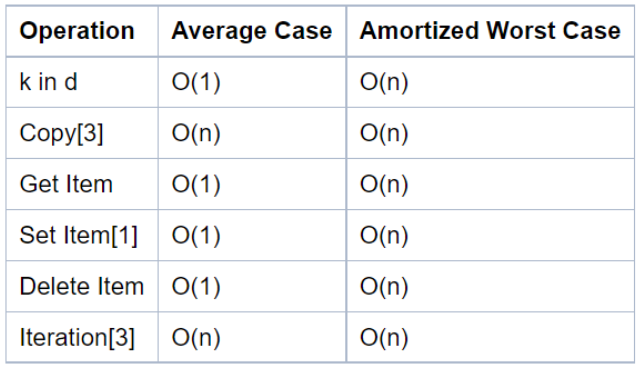 Operation Average Case Amortized Worst Case
k in d O(1) O(n)
Copy[3] O(n) O(n)
Get Item O(1) O(n)
Set Item[1] O(1) O(n)
Delete Item O(1) O(n)
Iteration[3] O(n) O(n)